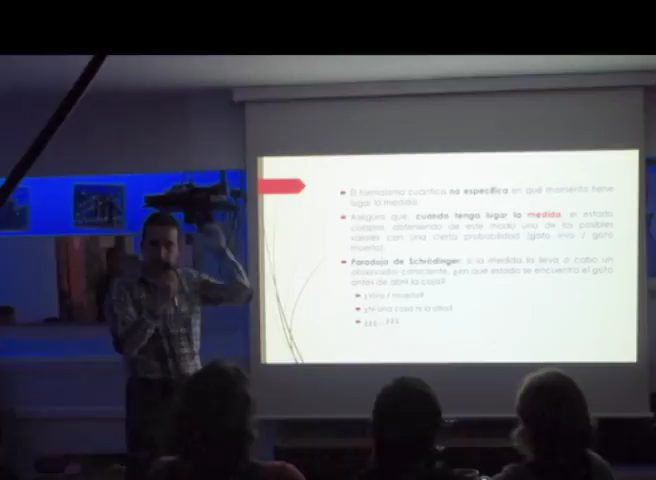 El formalismo cuántico no especifica en qué momento tiene
lugar la medida.
Asegura que, cuando tenga lugar la medida, el estado
colapsa, obteniendo de este modo uno de los posibles
valores con una cierta probabilidad (gato vivo / gato
muerto).
Paradoja de Schrödinger: si la medida la lleva a cabo un
observador consciente, ¿en qué estado se encuentra el gato
antes de abrir la caja?
¿Vivo / muerto?
¿Ni una cosa ni la otra?
¿¿¿...???